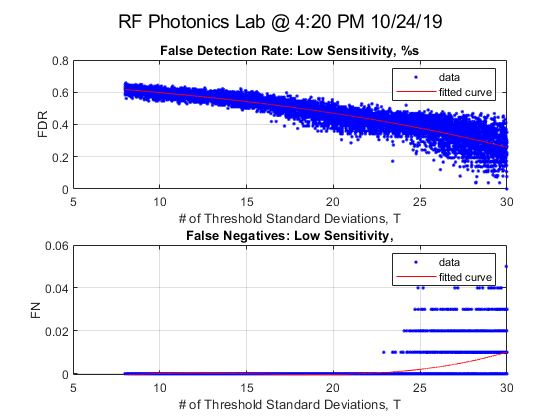 RF Photonics Lab @ 4:20 PM 10/24/19
False Detection Rate: Low Sensitivity, %s
0.8
0.6
0.4
0.2
0
FDR
data
fitted curve
5 10 15 20 25 30
# of Threshold Standard Deviations, T
False Negatives: Low Sensitivity,
0.06
0.04
0.02
0
FN
data
fitted curve
5 10 15 20 25 30
# of Threshold Standard Deviations, T